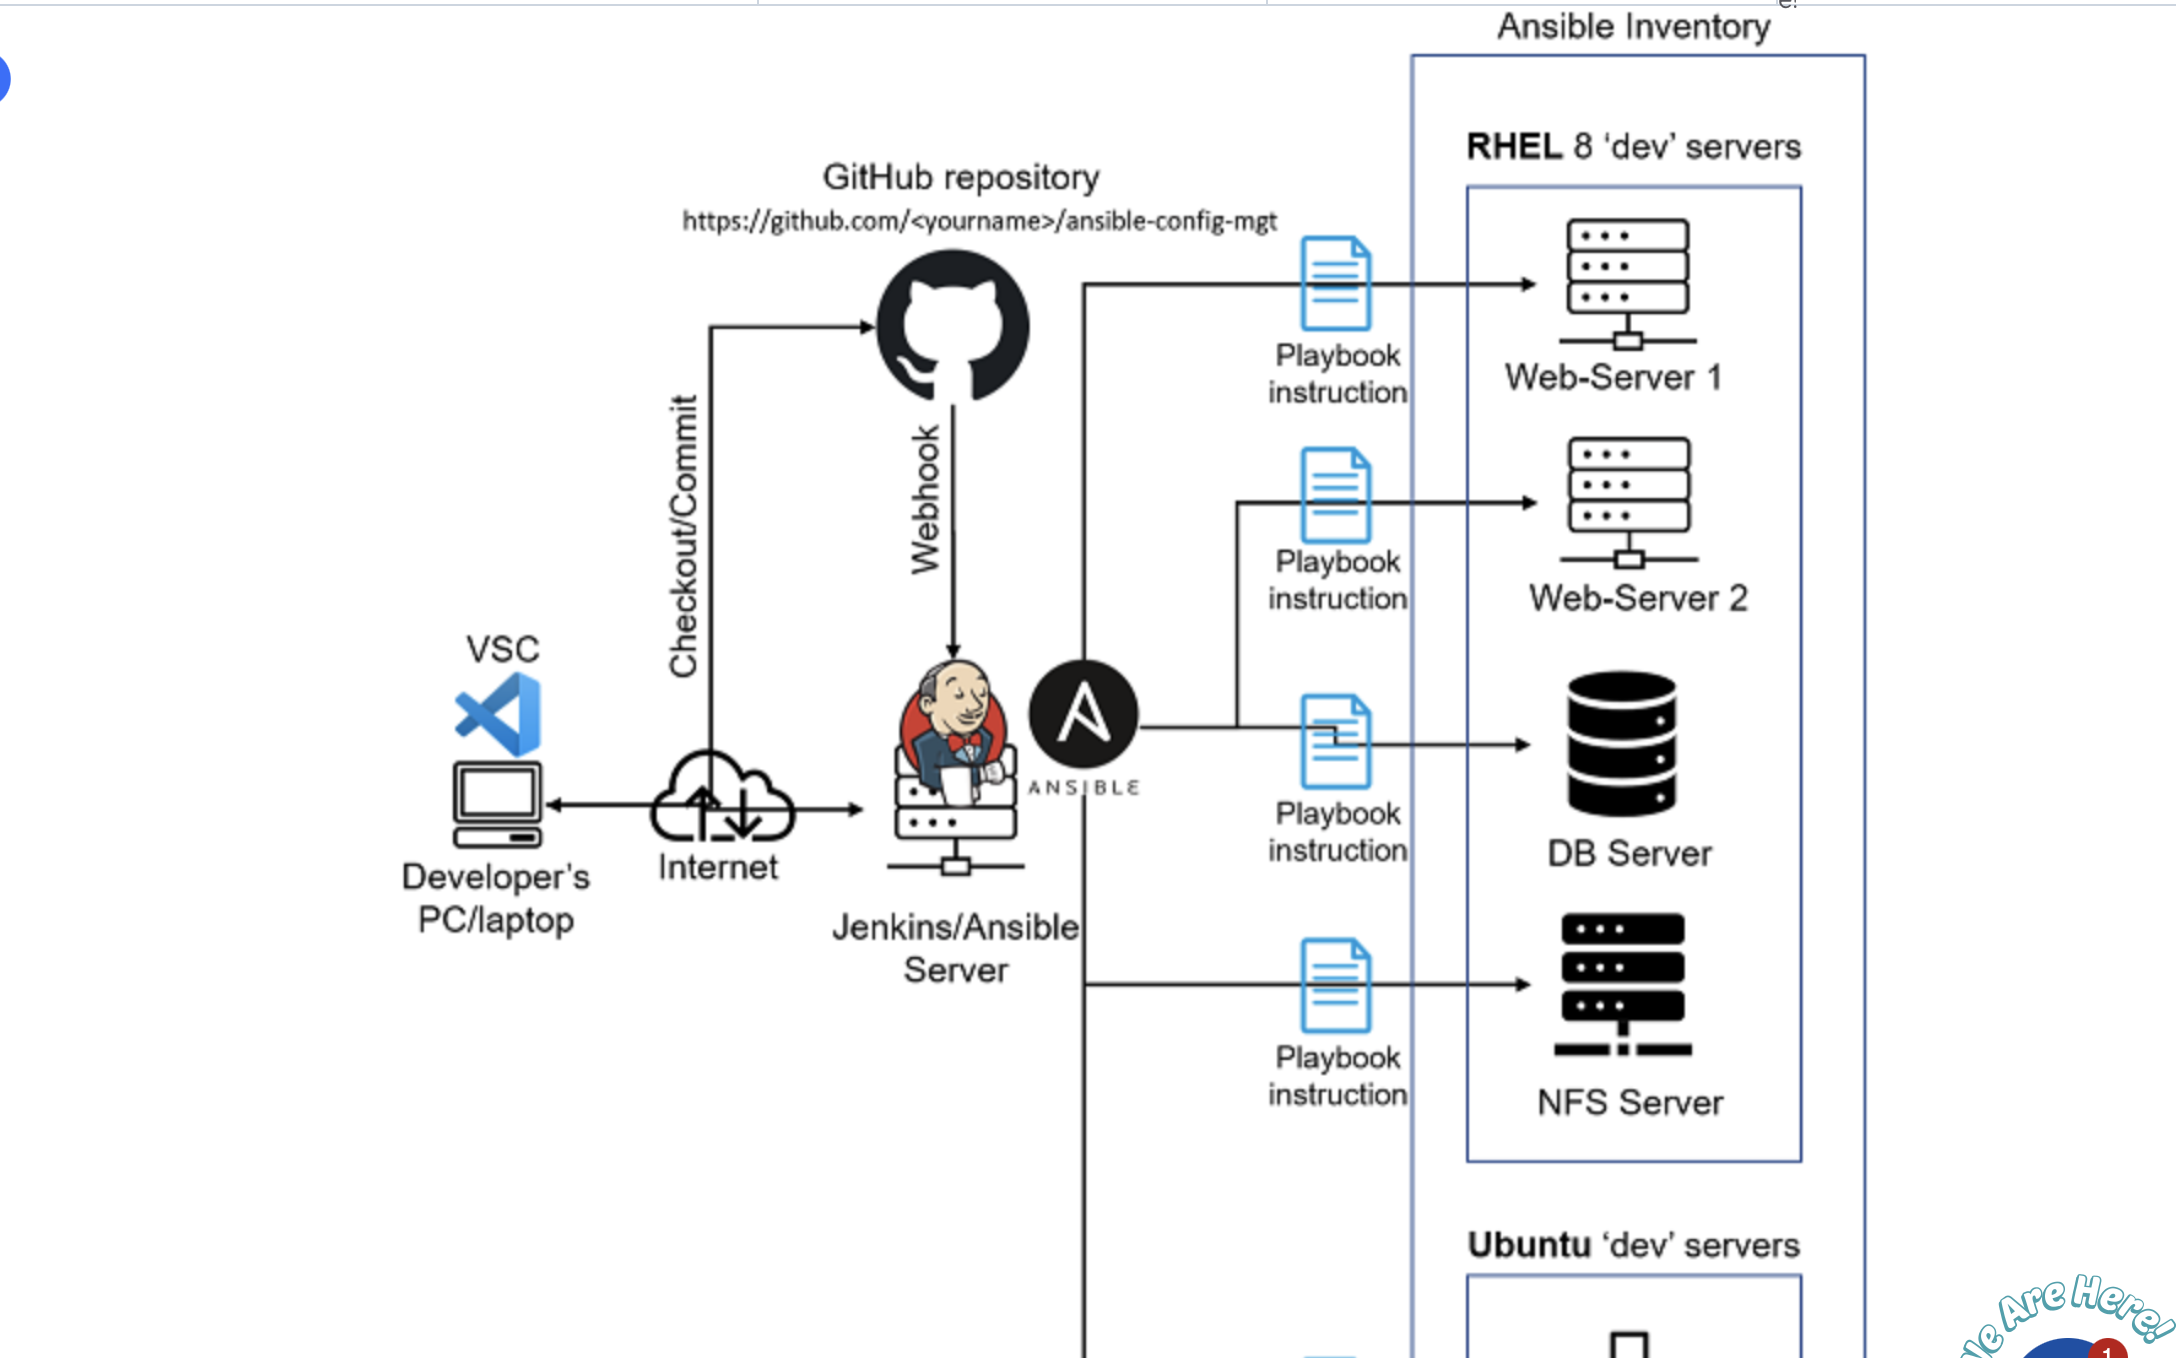 Ansible Inventory
RHEL 8 ‘dev’ servers
GitHub repository
https://github.com/<yourname>/ansible-config-mgt
Playbook
instruction
Web-Server 1
Checkout/Commit
Webhook
Playbook
instruction
Web-Server 2
VSC
ANSIBLE
Playbook
instruction
DB Server
Developer’s
PC/laptop
Internet
Jenkins/Ansible
Server
Playbook
instruction
NFS Server
Ubuntu ‘dev’ servers
Are Here!
1